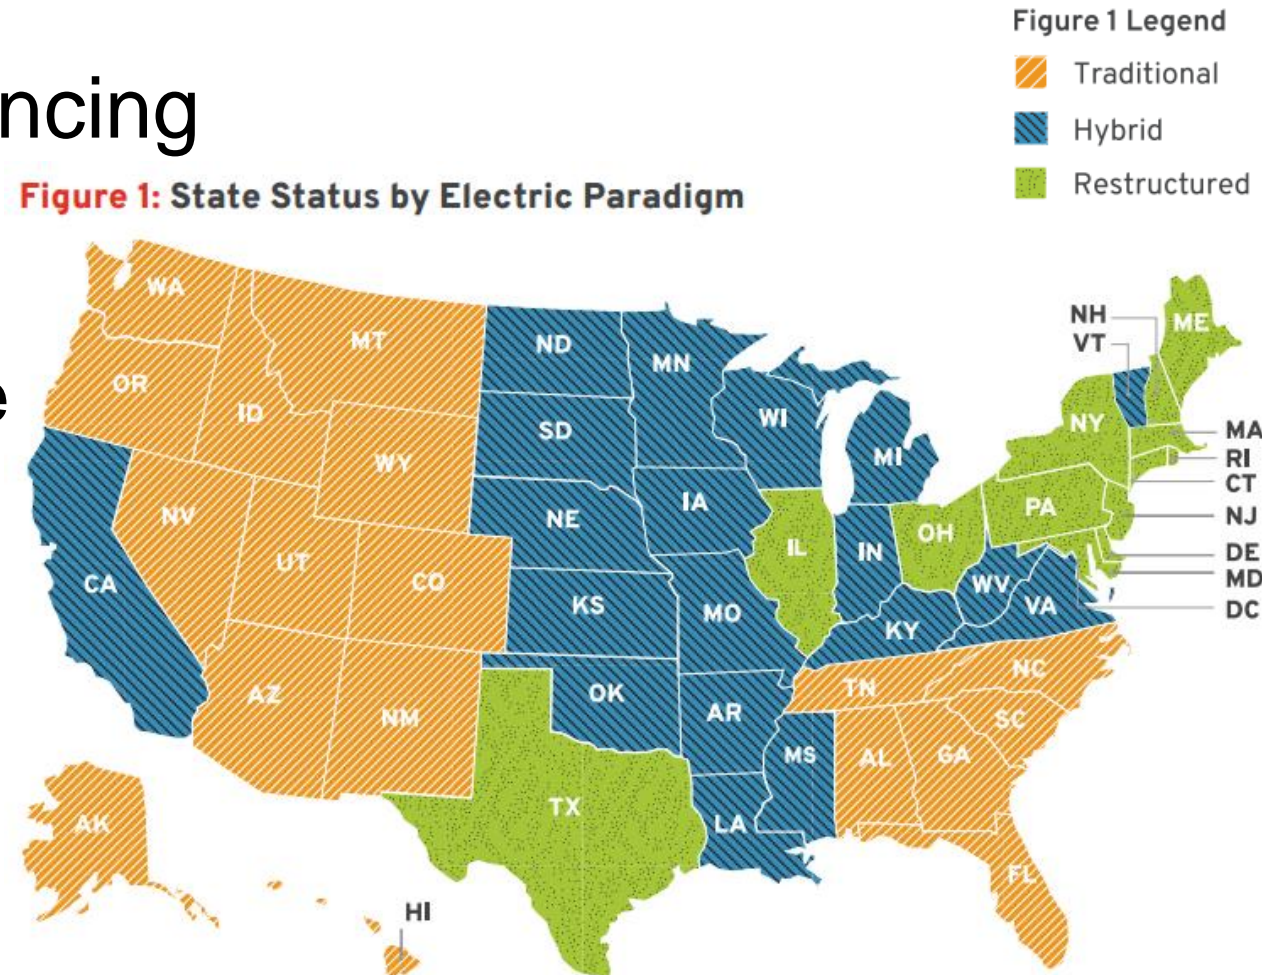 ncing
e
Figure 1 Legend
Traditional
Hybrid
Restructured
Figure 1: State Status by Electric Paradigm
WA
MT
ND
MN
OR
ID
SD
WI
MI
WY
NE
IA
NV
UT
CO
CA
KS
MO
IL
IN
OH
PA
NY
ME
NH
VT
MA
RI
CT
NJ
DE
MD
DC
WV
VA
KY
AZ
NM
OK
AR
TN
NC
SC
MS
AL
GA
TX
LA
FL
AK
HI